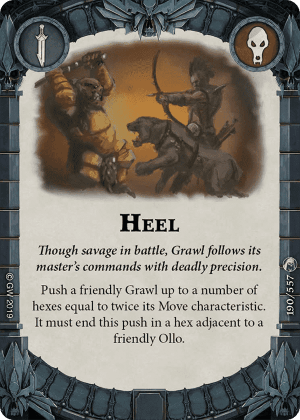 HEEL
Though savage in battle, Grawl follows its
master's commands with deadly precision.
Push a friendly Grawl up to a number of
hexes equal to twice its Move characteristic.
It must end this push in a hex adjacent to a
friendly Ollo.
© GW 2019
190/557